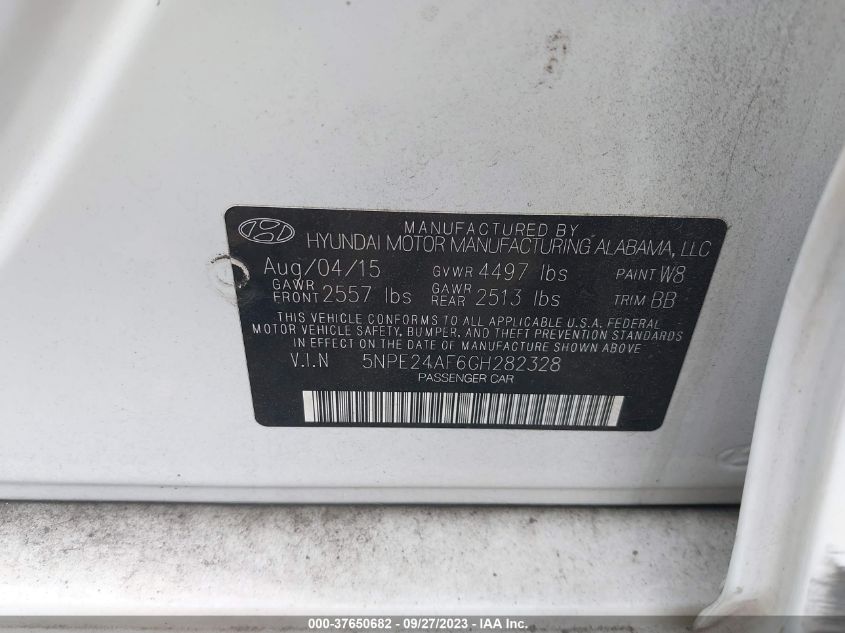 MANUFACTURED BY
HYUNDAI MOTOR MANUFACTURING ALABAMA, LLC
Aug/04/15 GVWR 4497 lbs PAINT W8
GAWR FRONT 2557 lbs GAWR REAR 2513 lbs TRIM BB
THIS VEHICLE CONFORMS TO ALL APPLICABLE U.S.A. FEDERAL
MOTOR VEHICLE SAFETY, BUMPER, AND THEFT PREVENTION STANDARDS
IN EFFECT ON THE DATE OF MANUFACTURE SHOWN ABOVE
V.I.N 5NPE24AF6GH282328
PASSENGER CAR
000-37650682 - 09/27/2023 - IAA Inc.